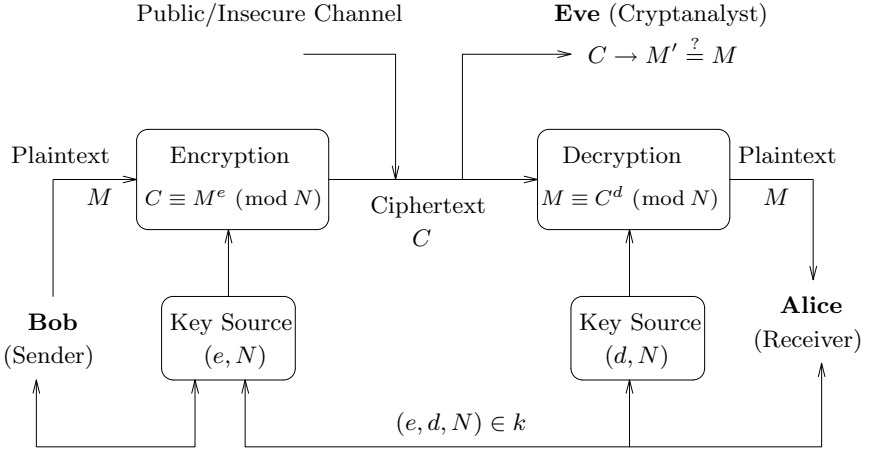 Public/Insecure Channel
Eve (Cryptanalyst)
C → M′ ≟ M
Plaintext
M
Encryption
C ≡ M^e (mod N)
Ciphertext
C
Decryption
M ≡ C^d (mod N)
Plaintext
M
Bob
(Sender)
Key Source
(e, N)
Key Source
(d, N)
Alice
(Receiver)
(e, d, N) ∈ k